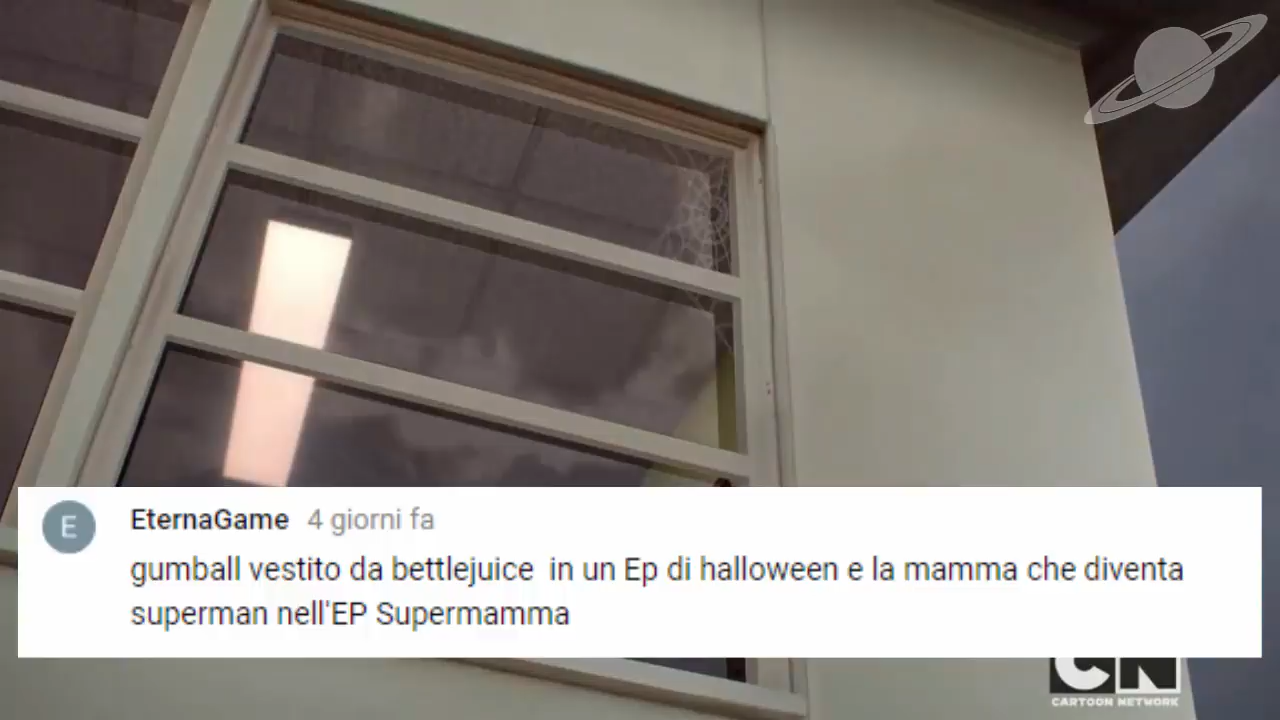 E
EternaGame 4 giorni fa
gumball vestito da bettlejuice in un Ep di halloween e la mamma che diventa
superman nell'EP Supermamma
CN
CARTOON NETWORK